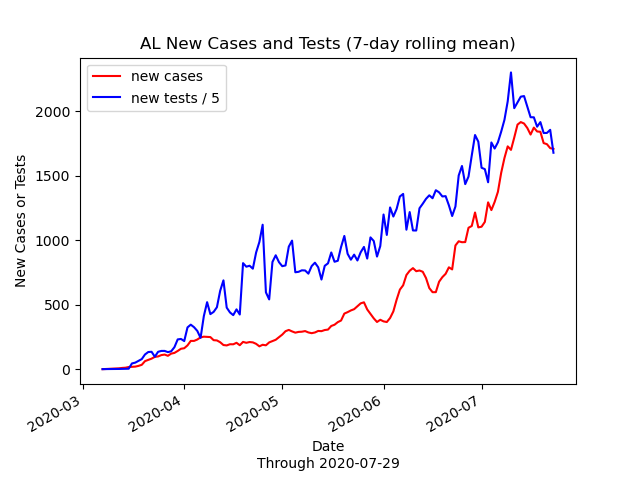 AL New Cases and Tests (7-day rolling mean)
new cases
new tests / 5
New Cases or Tests
2000
1500
1000
500
0
2020-03
2020-04
2020-05
2020-06
2020-07
Date
Through 2020-07-29